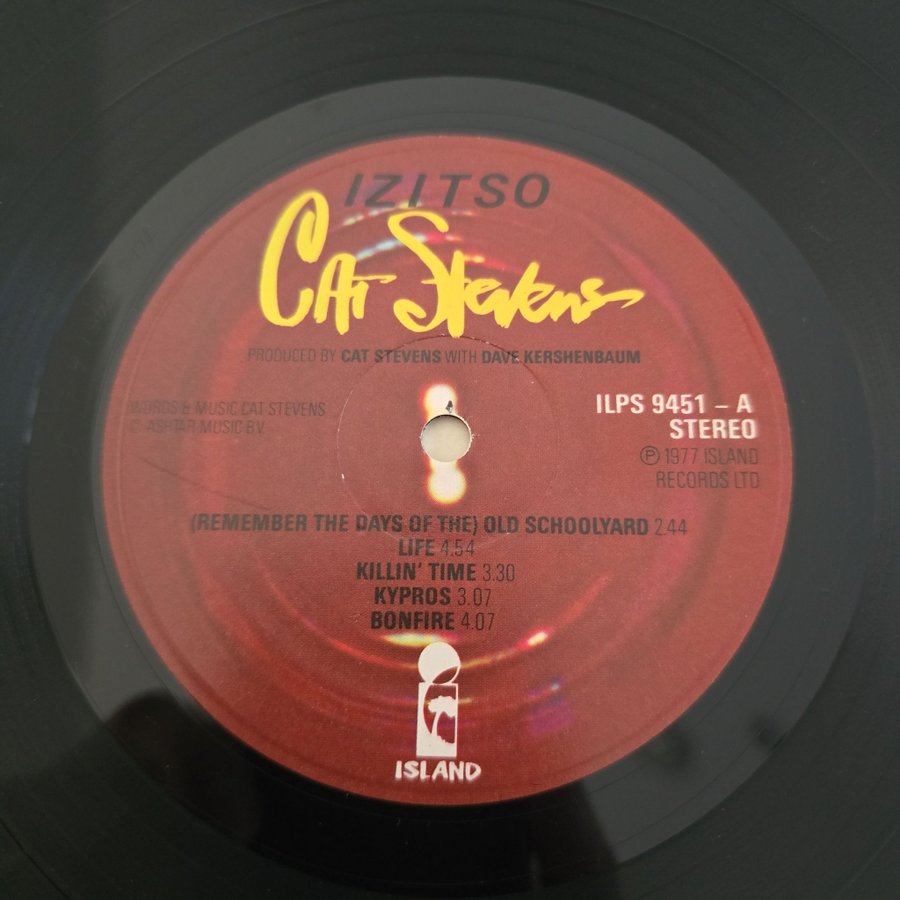 IZITSO
Cat Stevens
PRODUCED BY CAT STEVENS WITH DAVE KERSHENBAUM
WORDS & MUSIC CAT STEVENS
© ASHTAR MUSIC B.V.
ILPS 9451 – A
STEREO
℗ 1977 ISLAND
RECORDS LTD
(REMEMBER THE DAYS OF THE) OLD SCHOOLYARD 2.44
LIFE 4.54
KILLIN' TIME 3.30
KYPROS 3.07
BONFIRE 4.07
ISLAND